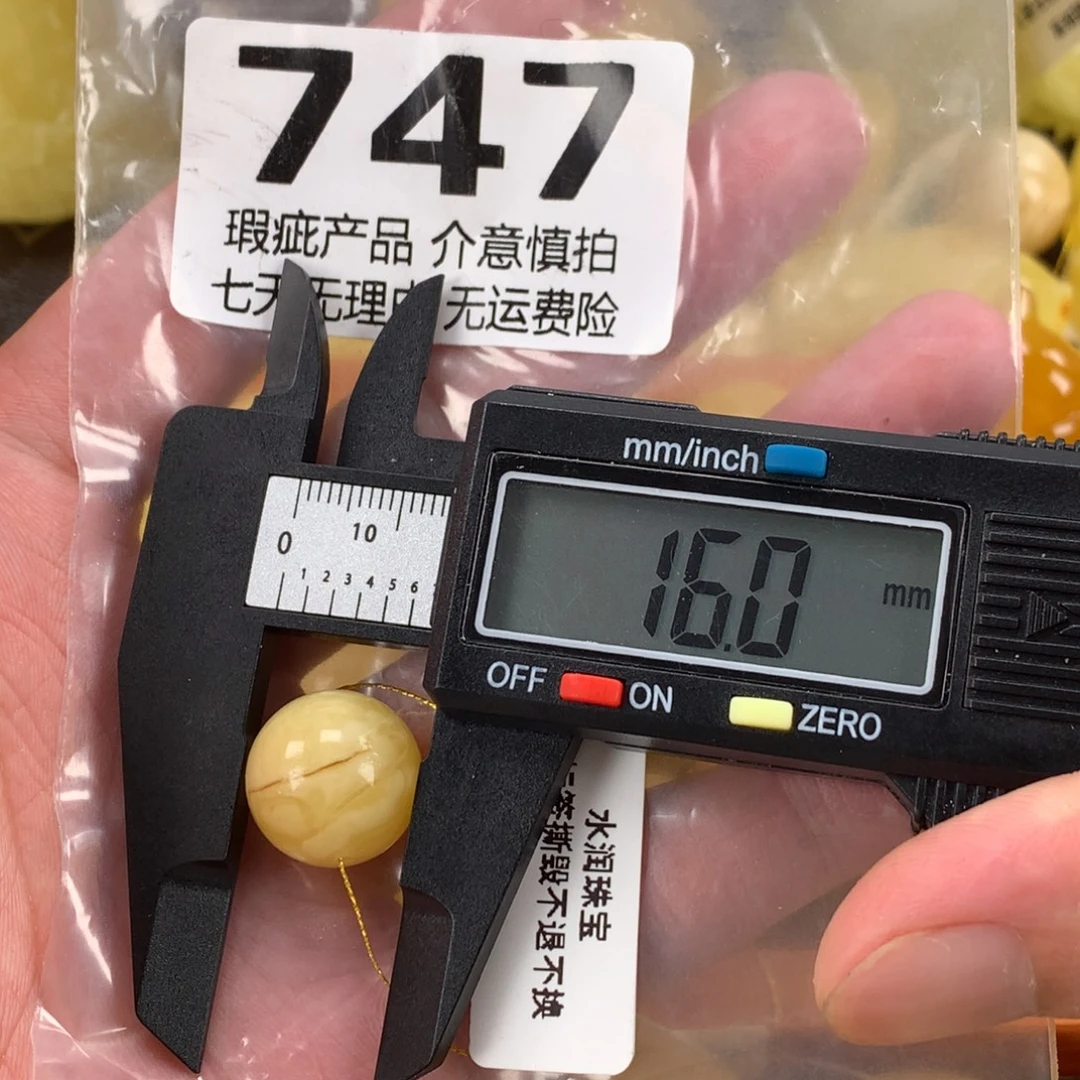 747
瑕疵产品 介意慎拍
七天无理由 无运费险
mm/inch
0 10
0 1 2 3 4 5 6
16.0 mm
OFF ON ZERO
水润珠宝
签撕毁不退不换